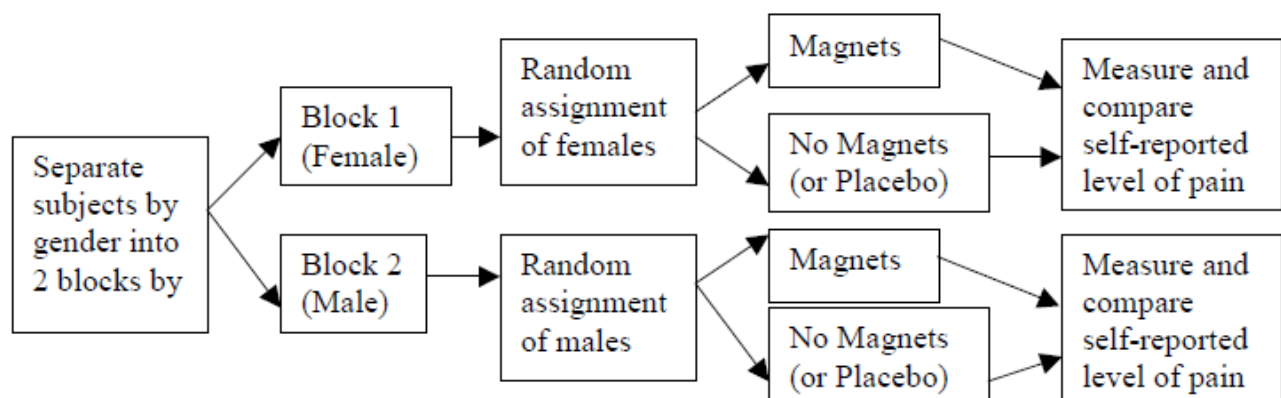 Separate
subjects by
gender into
2 blocks by
Block 1
(Female)
Random
assignment
of females
Magnets
No Magnets
(or Placebo)
Measure and
compare
self-reported
level of pain
Block 2
(Male)
Random
assignment
of males
Magnets
No Magnets
(or Placebo)
Measure and
compare
self-reported
level of pain